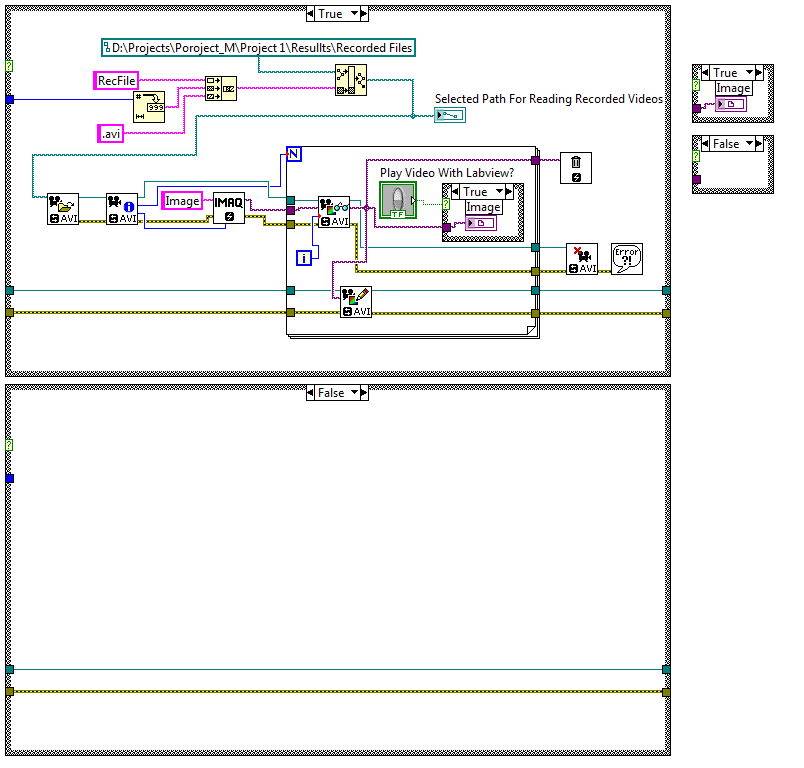 True
D:\Projects\Poroject_M\Project 1\Resullts\Recorded Files
RecFile
# 999
.avi
Selected Path For Reading Recorded Videos
N
Play Video With Labview?
True
Image
TF
?
AVI
i AVI
Image
IMAQ
AVI
i
AVI
AVI
Error ?!
?
True
Image
?
False
?
False
?